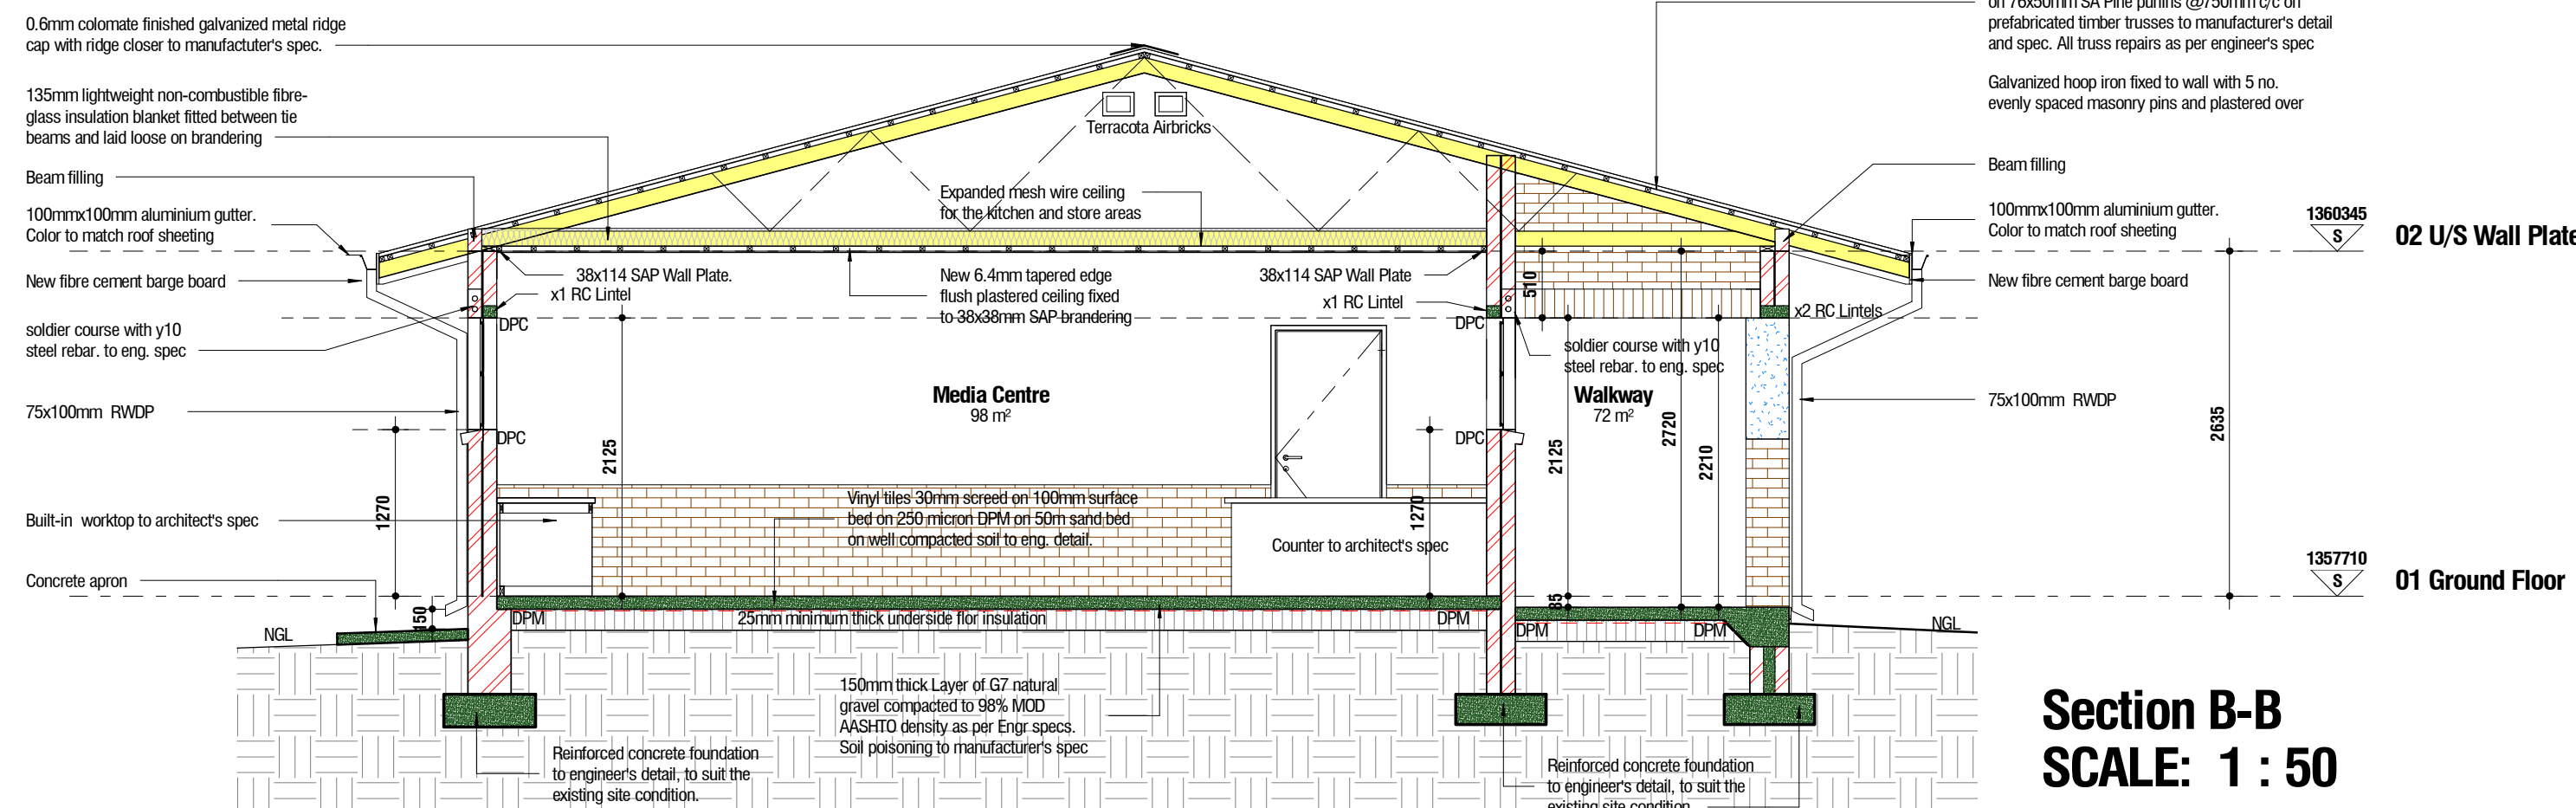 0.6mm colomate finished galvanized metal ridge
cap with ridge closer to manufactuter's spec.
135mm lightweight non-combustible fibre-
glass insulation blanket fitted between tie
beams and laid loose on brandering
Beam filling
100mmx100mm aluminium gutter.
Color to match roof sheeting
New fibre cement barge board
soldier course with y10
steel rebar. to eng. spec
75x100mm RWDP
1270
Built-in worktop to architect's spec
Concrete apron
150
NGL
Terracota Airbricks
Expanded mesh wire ceiling
for the kitchen and store areas
38x114 SAP Wall Plate.
x1 RC Lintel
DPC
New 6.4mm tapered edge
flush plastered ceiling fixed
to 38x38mm SAP brandering
38x114 SAP Wall Plate
x1 RC Lintel
DPC
Media Centre
98 m²
DPC
DPC
2125
Vinyl tiles 30mm screed on 100mm surface
bed on 250 micron DPM on 50m sand bed
on well compacted soil to eng. detail.
1270
Counter to architect's spec
DPM
25mm minimum thick underside flor insulation
DPM
150mm thick Layer of G7 natural
gravel compacted to 98% MOD
AASHTO density as per Engr specs.
Soil poisoning to manufacturer's spec
Reinforced concrete foundation
to engineer's detail, to suit the
existing site condition.
510
x2 RC Lintels
soldier course with y10
steel rebar. to eng. spec
Walkway
72 m²
2125
2720
2210
85
DPM
DPM
NGL
Reinforced concrete foundation
to engineer's detail, to suit the
existing site condition
on 76x50mm SA Pine purlins @750mm c/c on
prefabricated timber trusses to manufacturer's detail
and spec. All truss repairs as per engineer's spec
Galvanized hoop iron fixed to wall with 5 no.
evenly spaced masonry pins and plastered over
Beam filling
100mmx100mm aluminium gutter.
Color to match roof sheeting
New fibre cement barge board
75x100mm RWDP
1360345
S
02 U/S Wall Plate
2635
1357710
S
01 Ground Floor
Section B-B
SCALE: 1 : 50